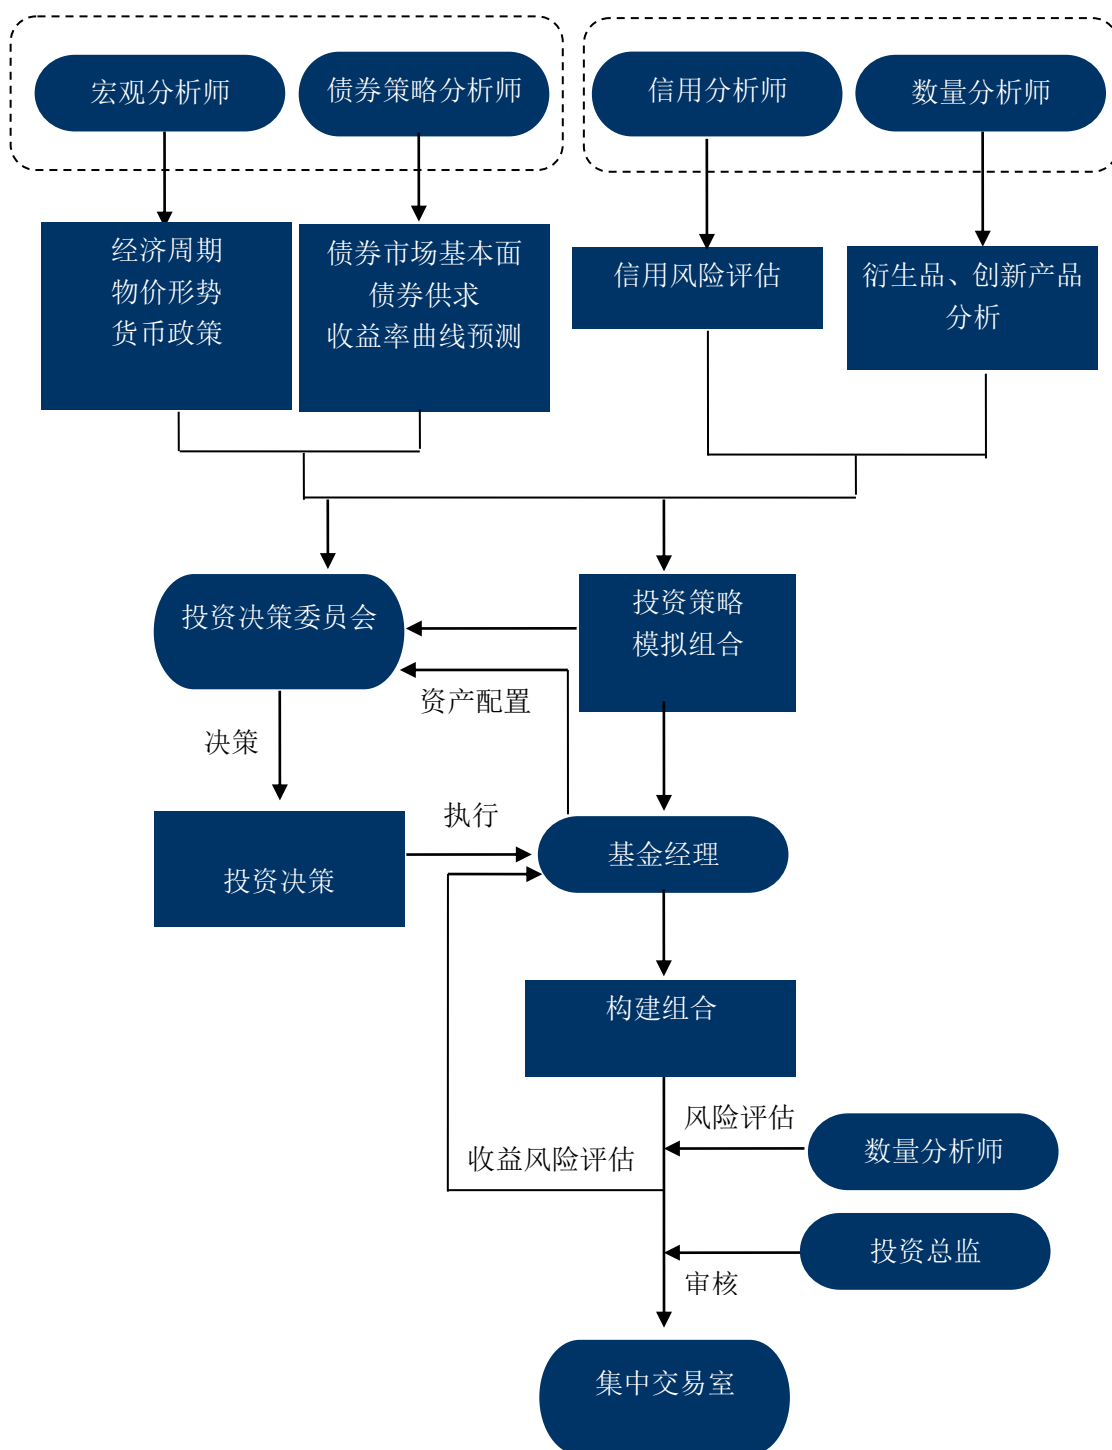 宏观分析师
债券策略分析师
信用分析师
数量分析师
经济周期
物价形势
货币政策
债券市场基本面
债券供求
收益率曲线预测
信用风险评估
衍生品、创新产品
分析
投资决策委员会
投资策略
模拟组合
资产配置
决策
执行
投资决策
基金经理
构建组合
风险评估
收益风险评估
数量分析师
投资总监
审核
集中交易室